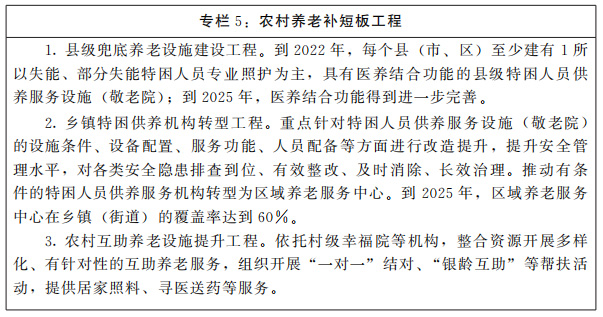 专栏 5：农村养老补短板工程
1. 县级兜底养老设施建设工程。到 2022 年，每个县（市、区）至少建有 1 所
以失能、部分失能特困人员专业照护为主，具有医养结合功能的县级特困人员供
养服务设施（敬老院）；到 2025 年，医养结合功能得到进一步完善。
2. 乡镇特困供养机构转型工程。重点针对特困人员供养服务设施（敬老院）
的设施条件、设备配置、服务功能、人员配备等方面进行改造提升，提升安全管
理水平，对各类安全隐患排查到位、有效整改、及时消除、长效治理。推动有条
件的特困人员供养服务机构转型为区域养老服务中心。到 2025 年，区域养老服务
中心在乡镇（街道）的覆盖率达到 60%。
3. 农村互助养老设施提升工程。依托村级幸福院等机构，整合资源开展多样
化、有针对性的互助养老服务，组织开展“一对一”结对、“银龄互助”等帮扶活
动，提供居家照料、寻医送药等服务。